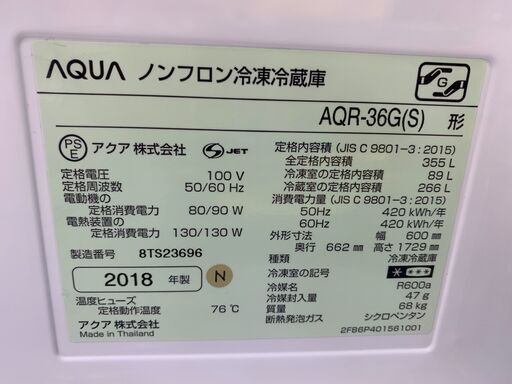 AQUA ノンフロン冷凍冷蔵庫
G
AQR-36G(S) 形
PSE アクア 株式会社 JET
定格電圧 100 V
定格周波数 50/60 Hz
電動機の
定格消費電力 80/90 W
電熱装置の
定格消費電力 130/130 W
製造番号 8TS23696
2018 年製 N
温度ヒューズ
定格動作温度 76℃
アクア 株式会社
Made in Thailand
定格内容積 (JIS C 9801-3 : 2015)
全定格内容積 355 L
冷凍室の定格内容積 89 L
冷蔵室の定格内容積 266 L
消費電力量 (JIS C 9801-3 : 2015)
50Hz 420 kWh/年
60Hz 420 kWh/年
外形寸法 幅 600 mm
奥行 662 mm 高さ 1729 mm
種類 冷凍冷蔵庫
冷凍室の記号
冷媒名 R600a
冷媒封入量 47 g
質量 68 kg
断熱発泡ガス シクロペンタン
2FB6P401561001